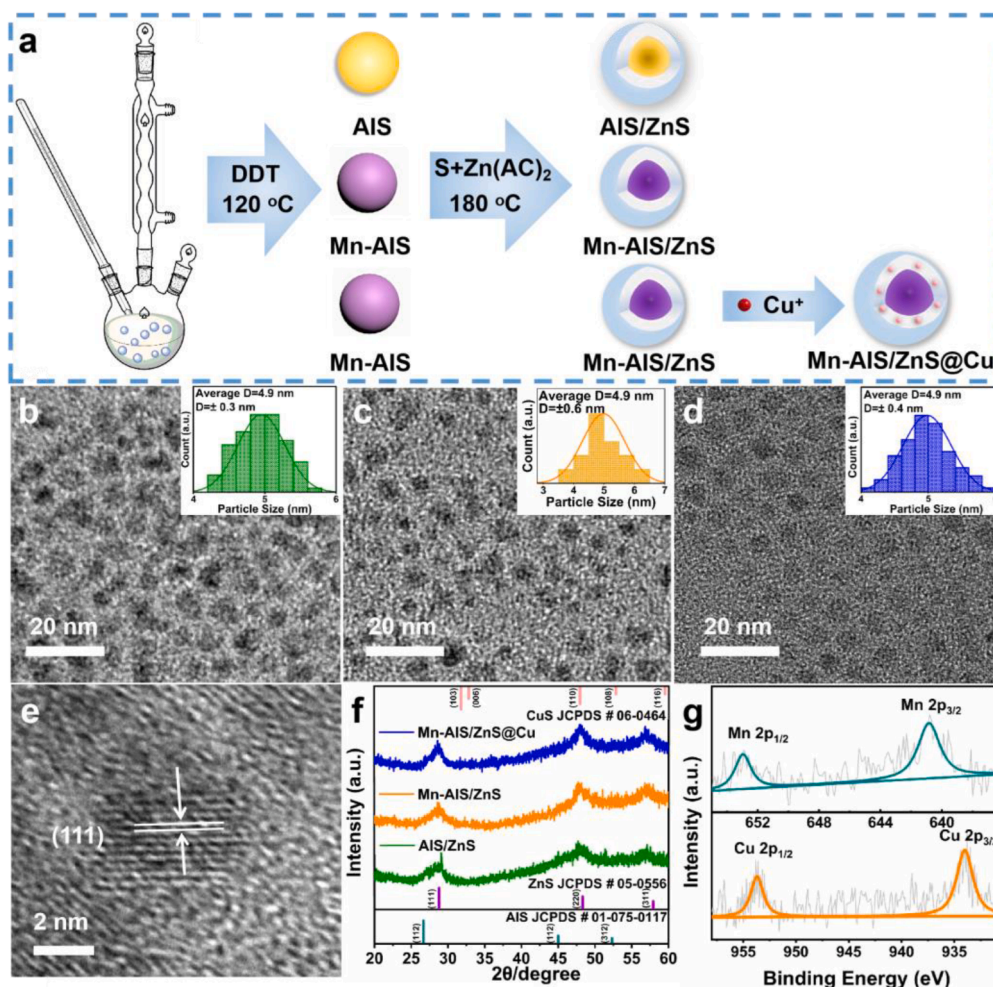 a
AIS
AIS/ZnS
DDT
120 °C
S+Zn(AC)₂
180 °C
Mn-AIS
Mn-AIS/ZnS
Mn-AIS
Mn-AIS/ZnS
Cu⁺
Mn-AIS/ZnS@Cu
b
Average D=4.9 nm
D=± 0.3 nm
Count (a.u.)
4 5 6
Particle Size (nm)
20 nm
c
Average D=4.9 nm
D=±0.6 nm
Count (a.u.)
3 4 5 6 7
Particle Size (nm)
20 nm
d
Average D=4.9 nm
D=± 0.4 nm
Count (a.u.)
4 5
Particle Size (nm)
20 nm
e
(111)
2 nm
f
(103) (006) (110) (108) (116)
CuS JCPDS # 06-0464
Mn-AIS/ZnS@Cu
Mn-AIS/ZnS
AIS/ZnS
ZnS JCPDS # 05-0556
(111) (220) (311)
AIS JCPDS # 01-075-0117
(112) (112) (312)
20 25 30 35 40 45 50 55 60
2θ/degree
Intensity (a.u.)
g
Mn 2p₁/₂
Mn 2p₃/₂
652 648 644 640
Cu 2p₁/₂
Cu 2p₃/₂
955 950 945 940 935
Binding Energy (eV)
Intensity (a.u.)